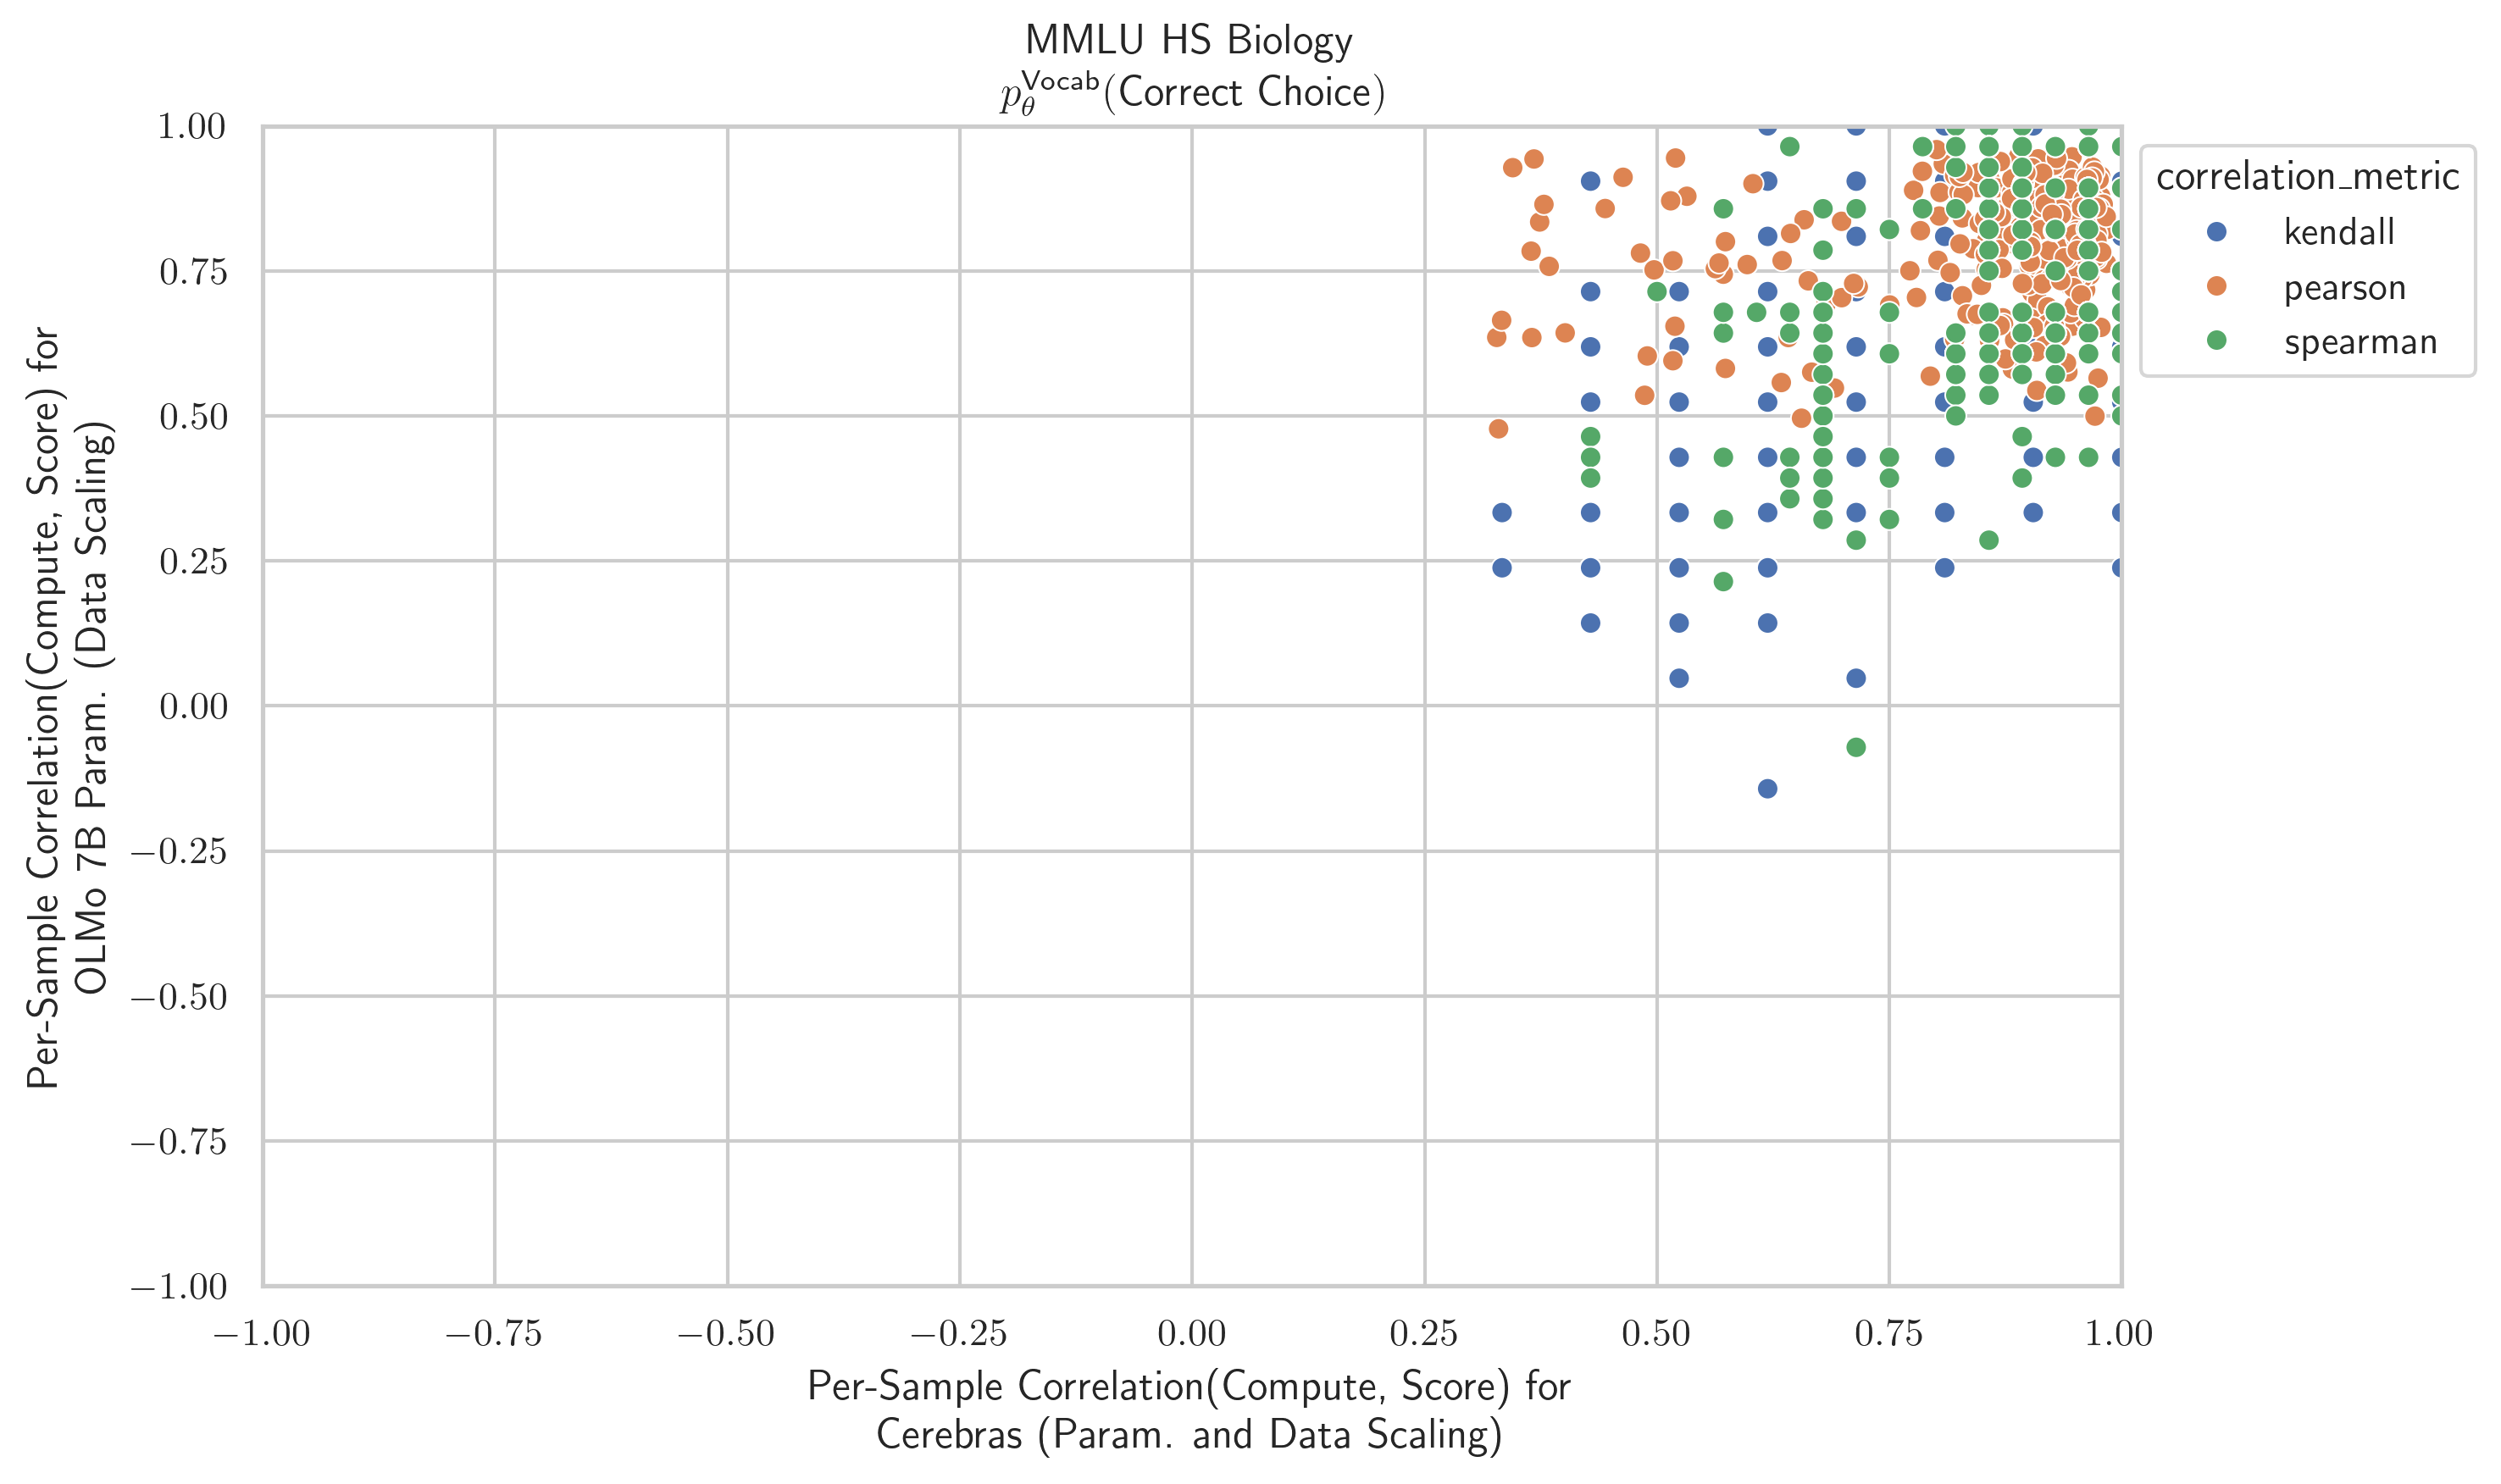 MMLU HS Biology
$p_\theta^{\text{Vocab}}$(Correct Choice)
1.00
0.75
0.50
0.25
0.00
−0.25
−0.50
−0.75
−1.00
Per-Sample Correlation(Compute, Score) for
OLMo 7B Param. (Data Scaling)
correlation_metric
kendall
pearson
spearman
−1.00
−0.75
−0.50
−0.25
0.00
0.25
0.50
0.75
1.00
Per-Sample Correlation(Compute, Score) for
Cerebras (Param. and Data Scaling)